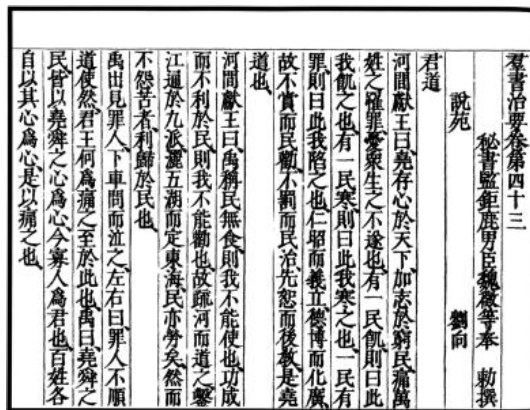 羣書治要卷第四十三
秘書監鉅鹿男臣魏徵等奉　勅撰
說苑　劉向
君道
河間獻王曰、堯存心於天下、加志於窮民、痛萬
姓之罹罪、憂衆生之不遂也、有一民飢、則曰此
我飢之也、有一民寒、則曰此我寒之也、一民有
罪、則曰此我陷之也、仁昭而義立、德博而化廣、
故不賞而民勸、不罰而民治、先恕而後敎、是堯
道也、
河間獻王曰、禹稱民無食、則我不能使也、功成
而不利於民、則我不能勸也、故疏河而道之、鑿
江通於九派、灑五湖而定東海、民亦勞矣、然而
不怨苦者、利歸於民也、
禹出見罪人、下車問而泣之、左右曰、罪人不順
道使然、君王何爲痛之至於此也、禹曰、堯舜之
民、皆以堯舜之心爲心、今寡人爲君也、百姓各
自以其心爲心、是以痛之也、